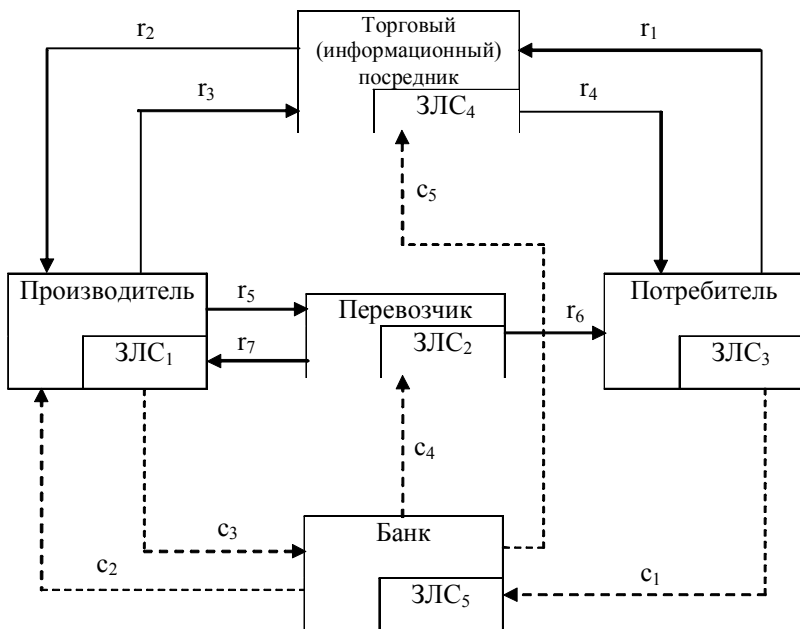 Торговый
(информационный)
посредник
ЗЛС₄
r₂
r₁
r₃
r₄
c₅
Производитель
ЗЛС₁
r₅
r₇
Перевозчик
ЗЛС₂
r₆
Потребитель
ЗЛС₃
c₄
c₃
c₂
Банк
ЗЛС₅
c₁